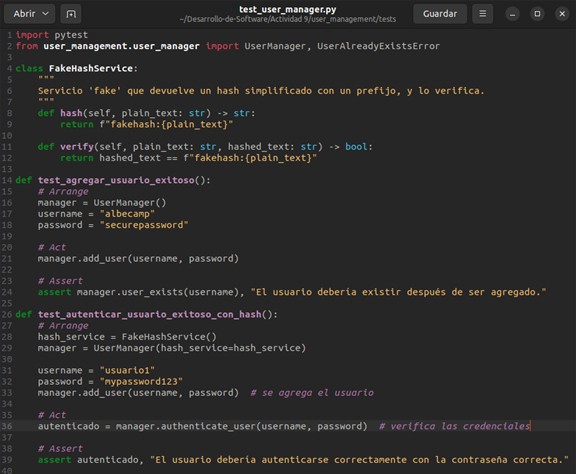 Abrir
test_user_manager.py
~/Desarrollo-de-Software/Actividad 9/user_management/tests
Guardar
1 import pytest
2 from user_management.user_manager import UserManager, UserAlreadyExistsError
3
4 class FakeHashService:
5     """
6     Servicio 'fake' que devuelve un hash simplificado con un prefijo, y lo verifica.
7     """
8     def hash(self, plain_text: str) -> str:
9         return f"fakehash:{plain_text}"
10
11     def verify(self, plain_text: str, hashed_text: str) -> bool:
12         return hashed_text == f"fakehash:{plain_text}"
13
14 def test_agregar_usuario_exitoso():
15     # Arrange
16     manager = UserManager()
17     username = "albecamp"
18     password = "securepassword"
19
20     # Act
21     manager.add_user(username, password)
22
23     # Assert
24     assert manager.user_exists(username), "El usuario debería existir después de ser agregado."
25
26 def test_autenticar_usuario_exitoso_con_hash():
27     # Arrange
28     hash_service = FakeHashService()
29     manager = UserManager(hash_service=hash_service)
30
31     username = "usuario1"
32     password = "mypassword123"
33     manager.add_user(username, password)  # se agrega el usuario
34
35     # Act
36     autenticado = manager.authenticate_user(username, password)  # verifica las credenciales
37
38     # Assert
39     assert autenticado, "El usuario debería autenticarse correctamente con la contraseña correcta."
40